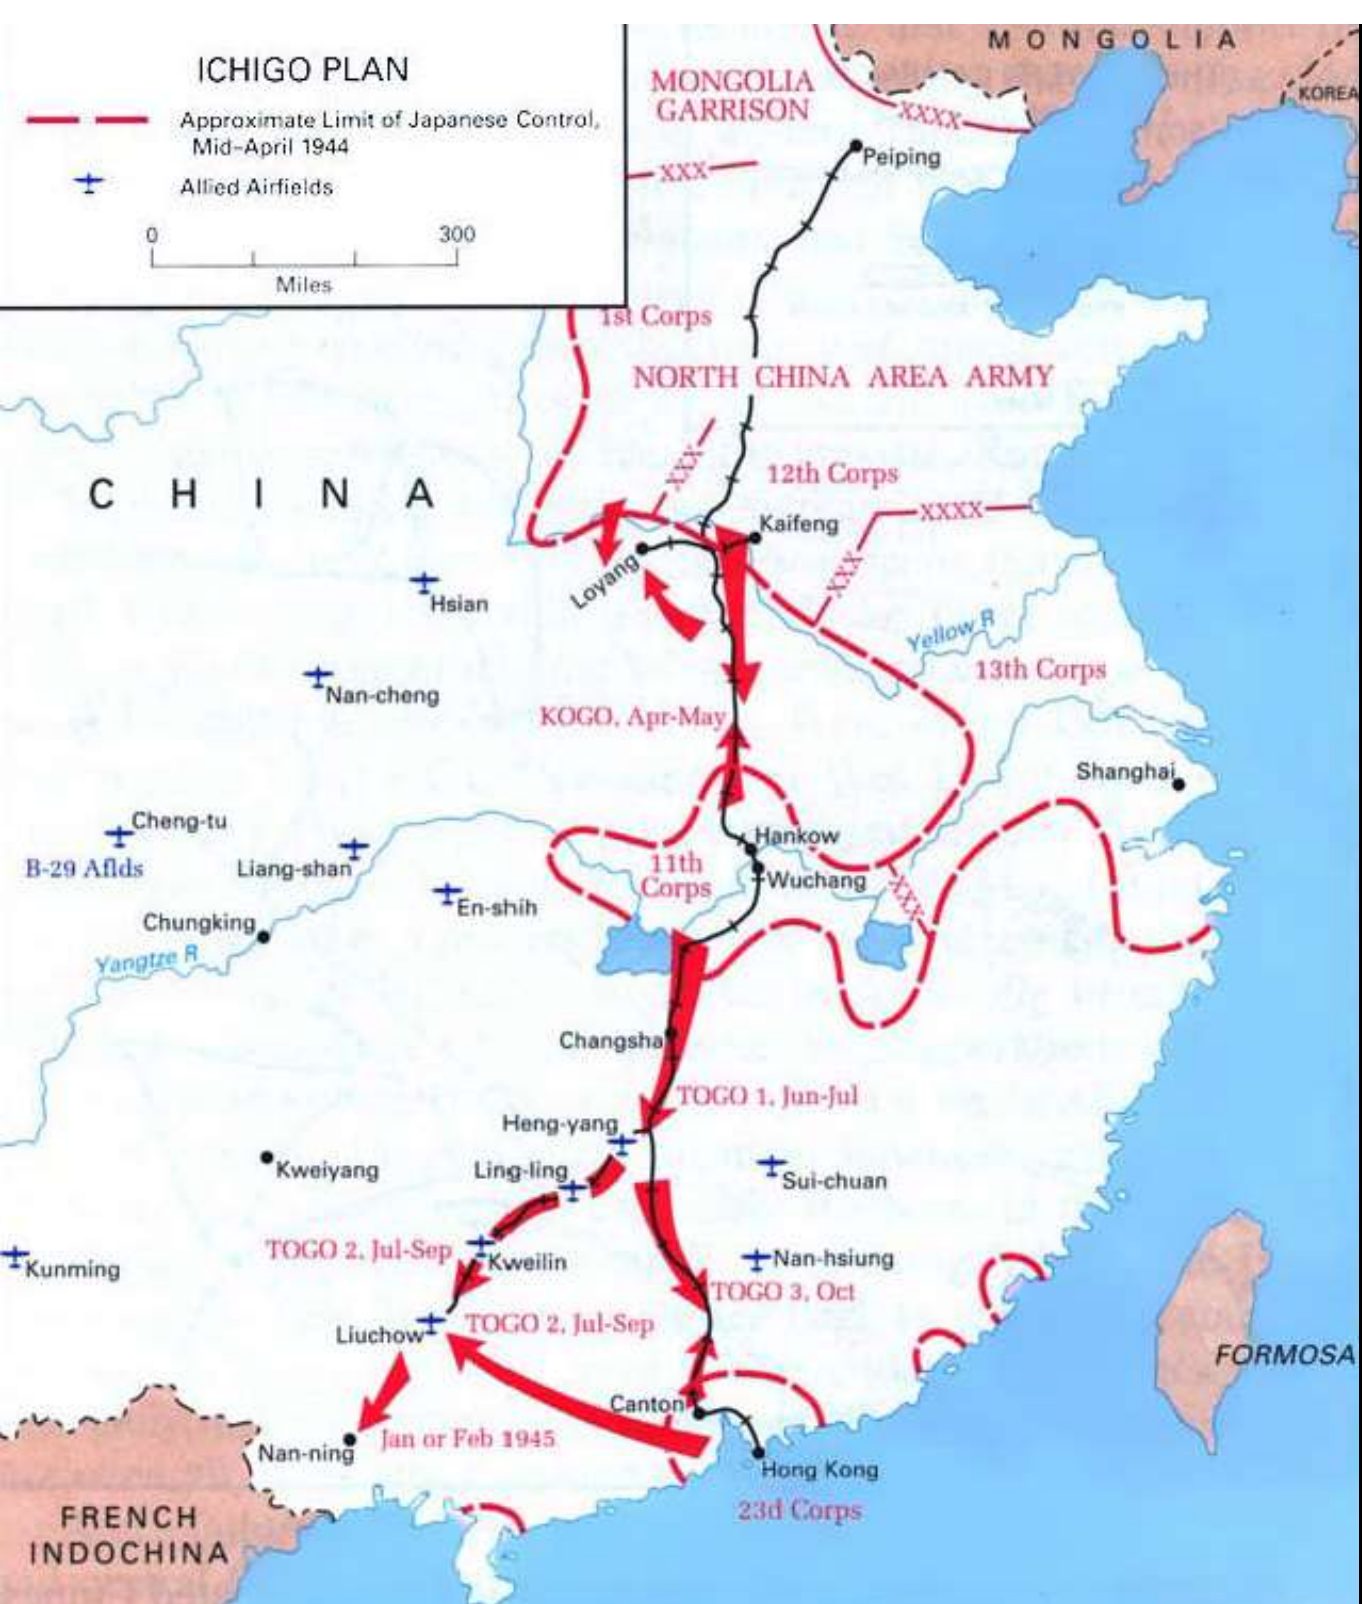 ICHIGO PLAN
Approximate Limit of Japanese Control,
Mid-April 1944
Allied Airfields
0 300
Miles
MONGOLIA
KOREA
MONGOLIA
GARRISON
XXXX
XXX
Peiping
1st Corps
NORTH CHINA AREA ARMY
XXX
12th Corps
CHINA
XXXX
Kaifeng
XXX
Loyang
Hsian
Yellow R
13th Corps
Nan-cheng
KOGO, Apr-May
Shanghai
Cheng-tu
Hankow
B-29 Aflds
Liang-shan
11th
Corps
Wuchang
XXX
En-shih
Chungking
Yangtze R
Changsha
TOGO 1, Jun-Jul
Heng-yang
Kweiyang
Ling-ling
Sui-chuan
TOGO 2, Jul-Sep
Kweilin
Nan-hsiung
Kunming
TOGO 3, Oct
TOGO 2, Jul-Sep
Liuchow
FORMOSA
Canton
Nan-ning
Jan or Feb 1945
Hong Kong
23d Corps
FRENCH
INDOCHINA